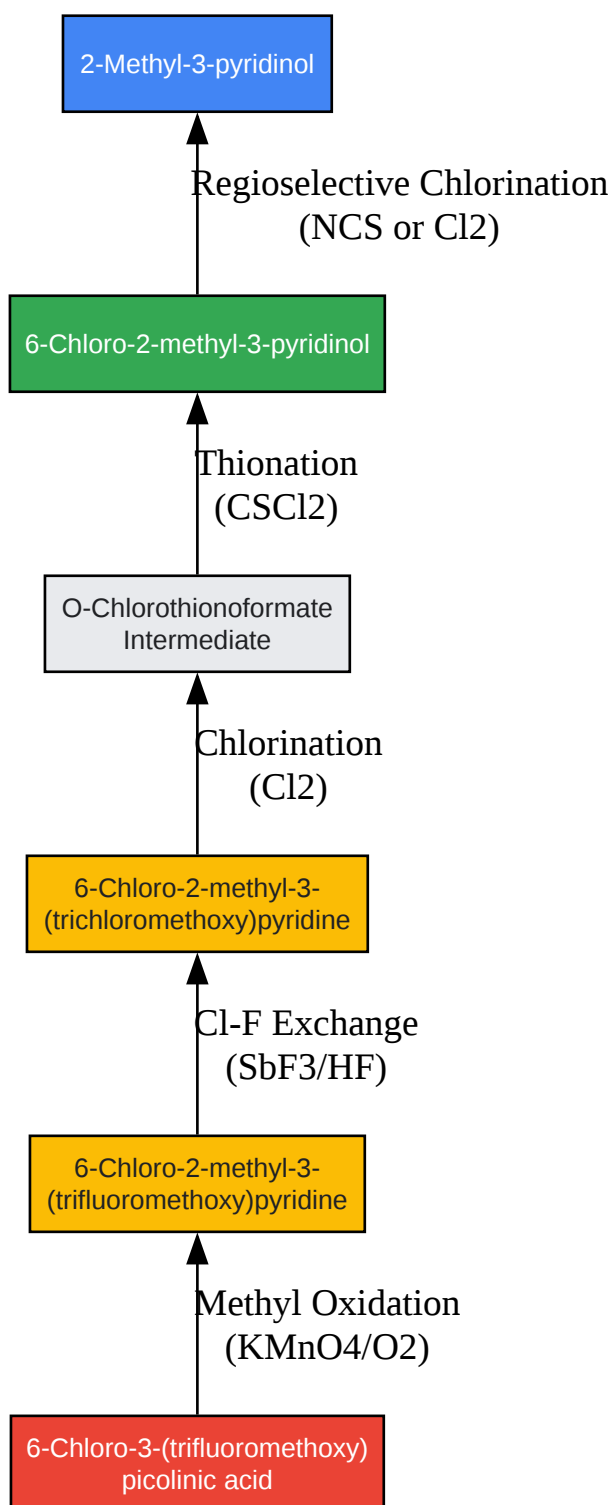 2-Methyl-3-pyridinol
Regioselective Chlorination
(NCS or Cl2)
6-Chloro-2-methyl-3-pyridinol
Thionation
(CSCl2)
O-Chlorothionoformate
Intermediate
Chlorination
(Cl2)
6-Chloro-2-methyl-3-
(trichloromethoxy)pyridine
Cl-F Exchange
(SbF3/HF)
6-Chloro-2-methyl-3-
(trifluoromethoxy)pyridine
Methyl Oxidation
(KMnO4/O2)
6-Chloro-3-(trifluoromethoxy)
picolinic acid